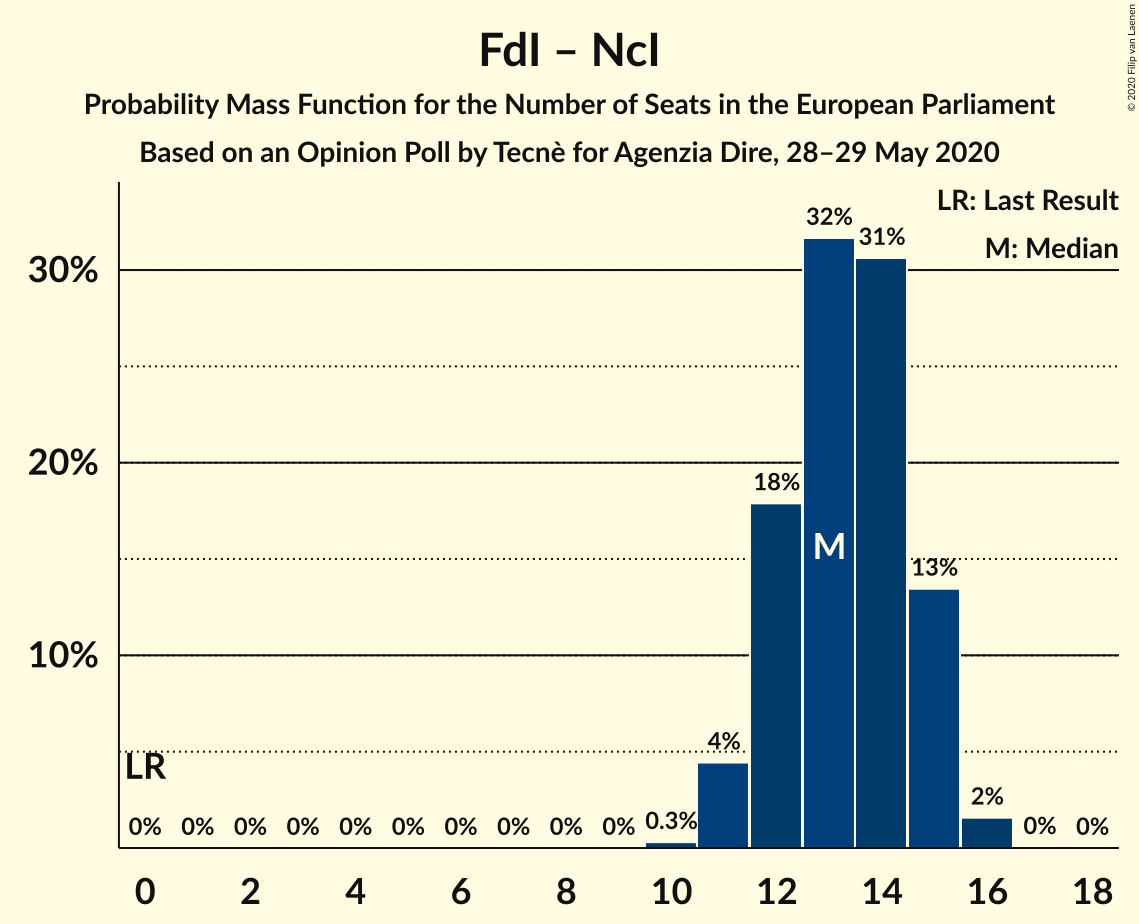 FdI – NcI
Probability Mass Function for the Number of Seats in the European Parliament
Based on an Opinion Poll by Tecnè for Agenzia Dire, 28–29 May 2020
© 2020 Filip van Laenen
LR: Last Result
M: Median
30%
20%
10%
32%
31%
18%
M
13%
4%
LR
2%
0% 0% 0% 0% 0% 0% 0% 0% 0% 0% 0.3% 0% 0%
0 2 4 6 8 10 12 14 16 18